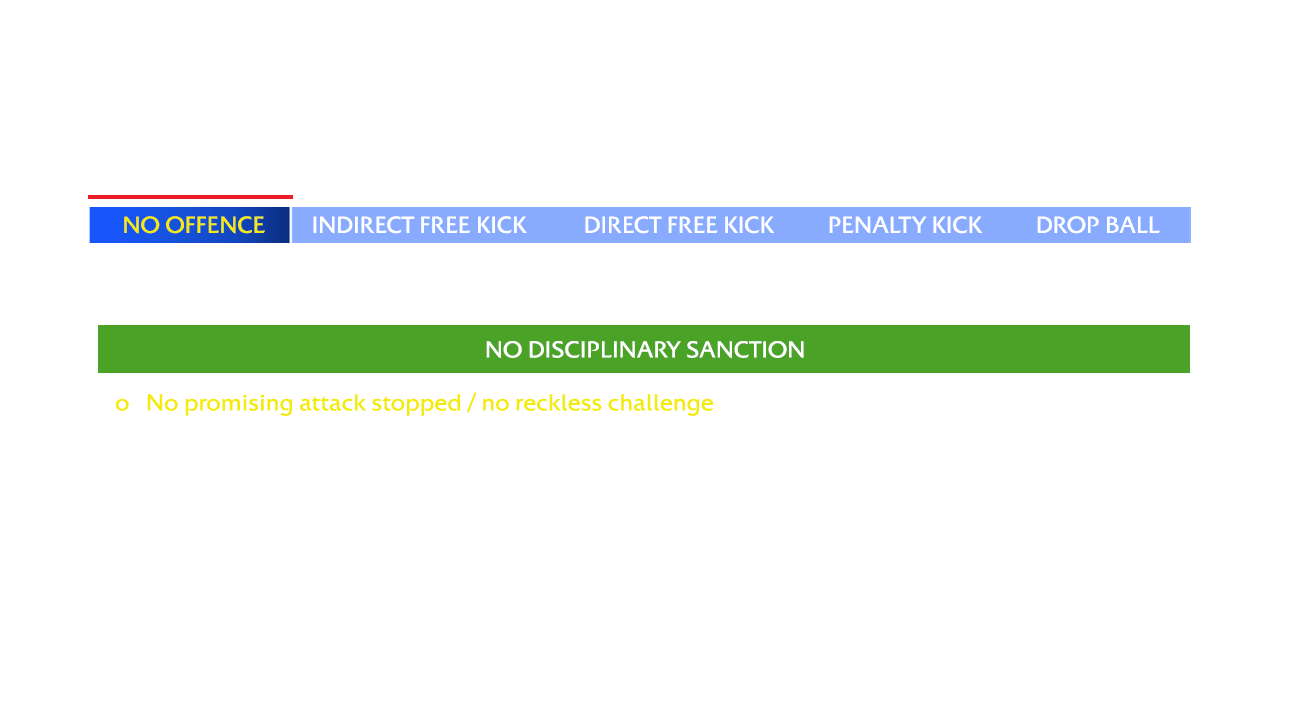 NO OFFENCE INDIRECT FREE KICK DIRECT FREE KICK PENALTY KICK DROP BALL
NO DISCIPLINARY SANCTION
o No promising attack stopped / no reckless challenge